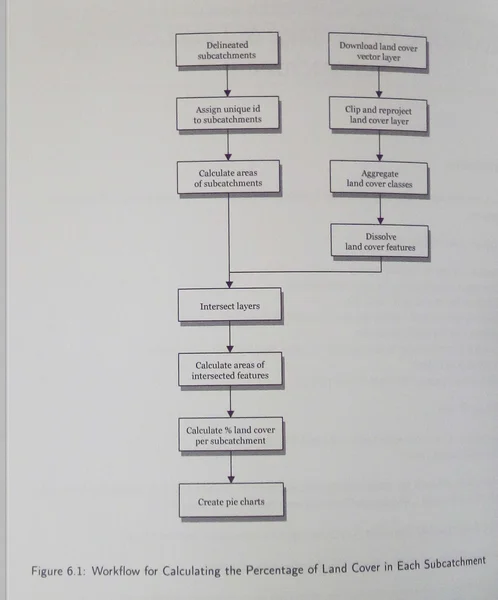 Delineated
subcatchments
Download land cover
vector layer
Assign unique id
to subcatchments
Clip and reproject
land cover layer
Calculate areas
of subcatchments
Aggregate
land cover classes
Dissolve
land cover features
Intersect layers
Calculate areas of
intersected features
Calculate % land cover
per subcatchment
Create pie charts
Figure 6.1: Workflow for Calculating the Percentage of Land Cover in Each Subcatchment